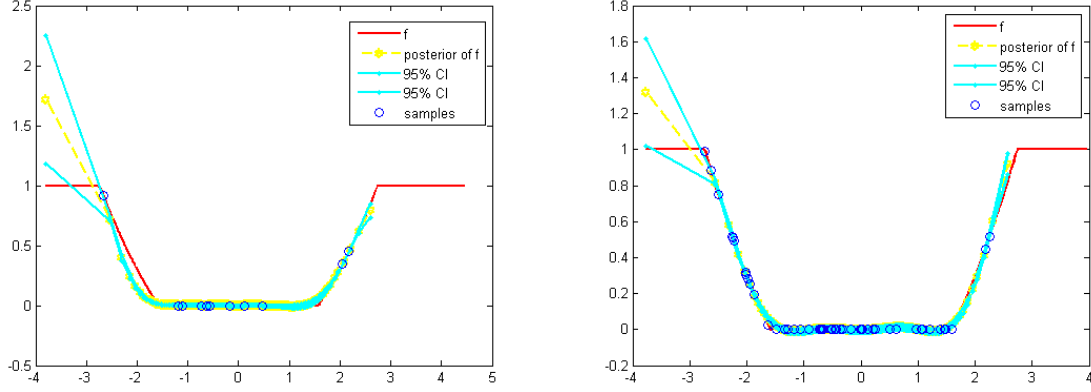 2.5
2
1.5
1
0.5
0
-0.5
-4 -3 -2 -1 0 1 2 3 4 5
f
posterior of f
95% CI
95% CI
samples
1.8
1.6
1.4
1.2
1
0.8
0.6
0.4
0.2
0
-0.2
-4 -3 -2 -1 0 1 2 3 4
f
posterior of f
95% CI
95% CI
samples